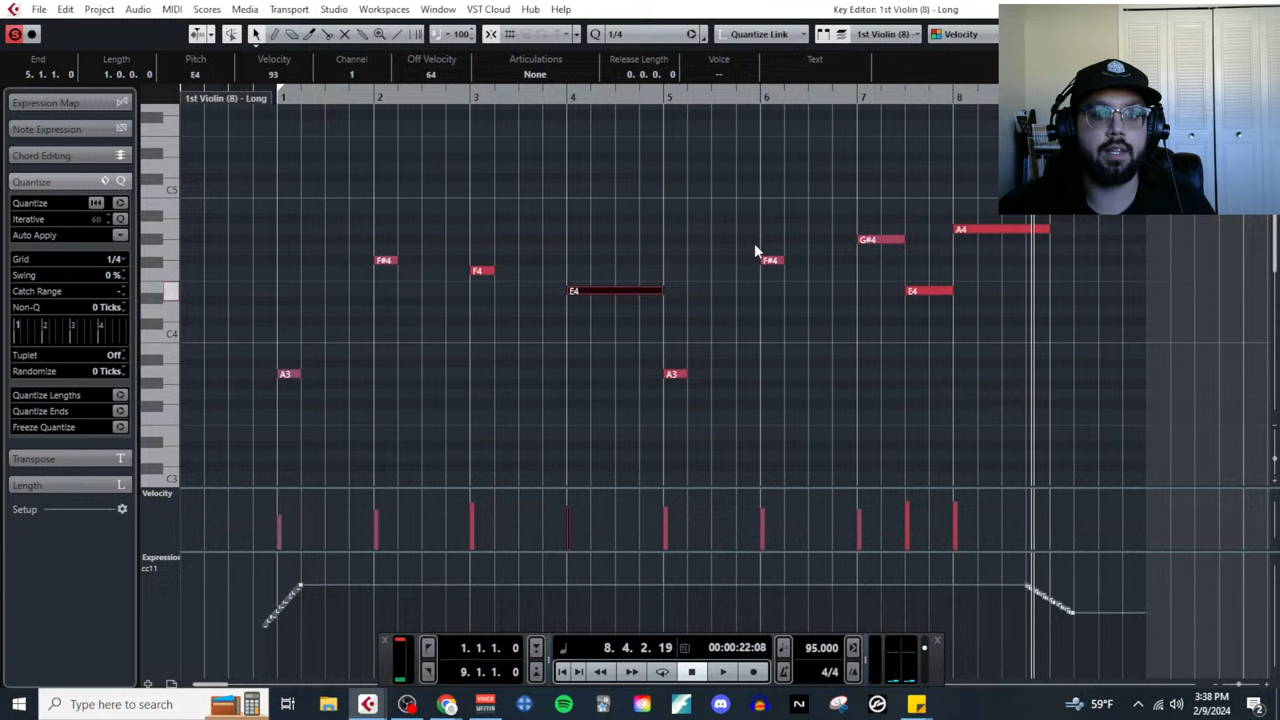 File Edit Project Audio MIDI Scores Media Transport Studio Workspaces Window VST Cloud Hub Help Key Editor: 1st Violin (8) - Long
100 Q 1/4 Quantize Link 1st Violin (8) - Velocity
End Length Pitch Velocity Channel Off Velocity Articulations Release Length Voice Text
5. 1. 1. 0 1. 0. 0. 0 E4 93 1 64 None 0. 0. 0. 0 --
Expression Map
Note Expression
Chord Editing
Quantize
Quantize
Iterative 60
Auto Apply
Grid 1/4
Swing 0 %
Catch Range -
Non-Q 0 Ticks
1 2 3 4
Tuplet Off
Randomize 0 Ticks
Quantize Lengths
Quantize Ends
Freeze Quantize
Transpose
Length
Setup
1st Violin (8) - Long 1 2 3 4 5 6 7 8
C5
C4
C3
A4
G#4
F#4 F#4
F4
E4 E4
A3 A3
Velocity
Expression
cc11
1. 1. 1. 0 8. 4. 2. 19 00:00:22:08 95.000
9. 1. 1. 0 4/4
Type here to search 59°F 3:38 PM
2/9/2024